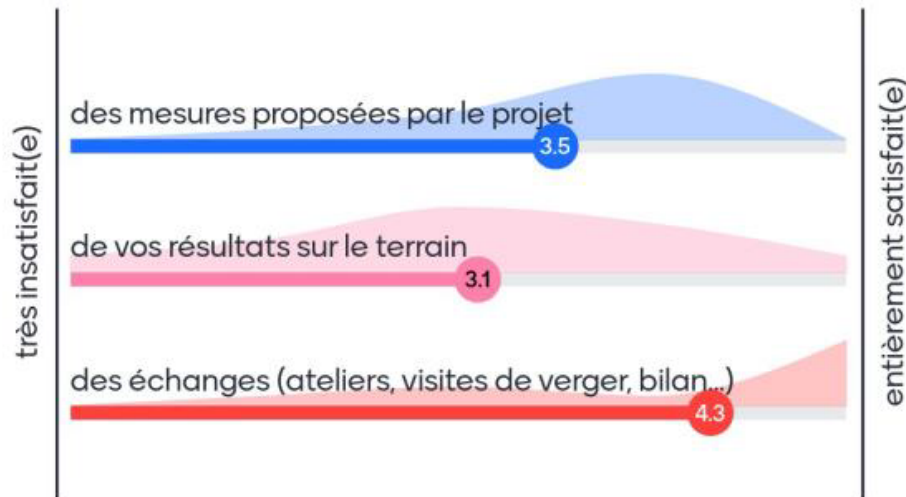 très insatisfait(e)
des mesures proposées par le projet
3.5
de vos résultats sur le terrain
3.1
des échanges (ateliers, visites de verger, bilan...)
4.3
entièrement satisfait(e)